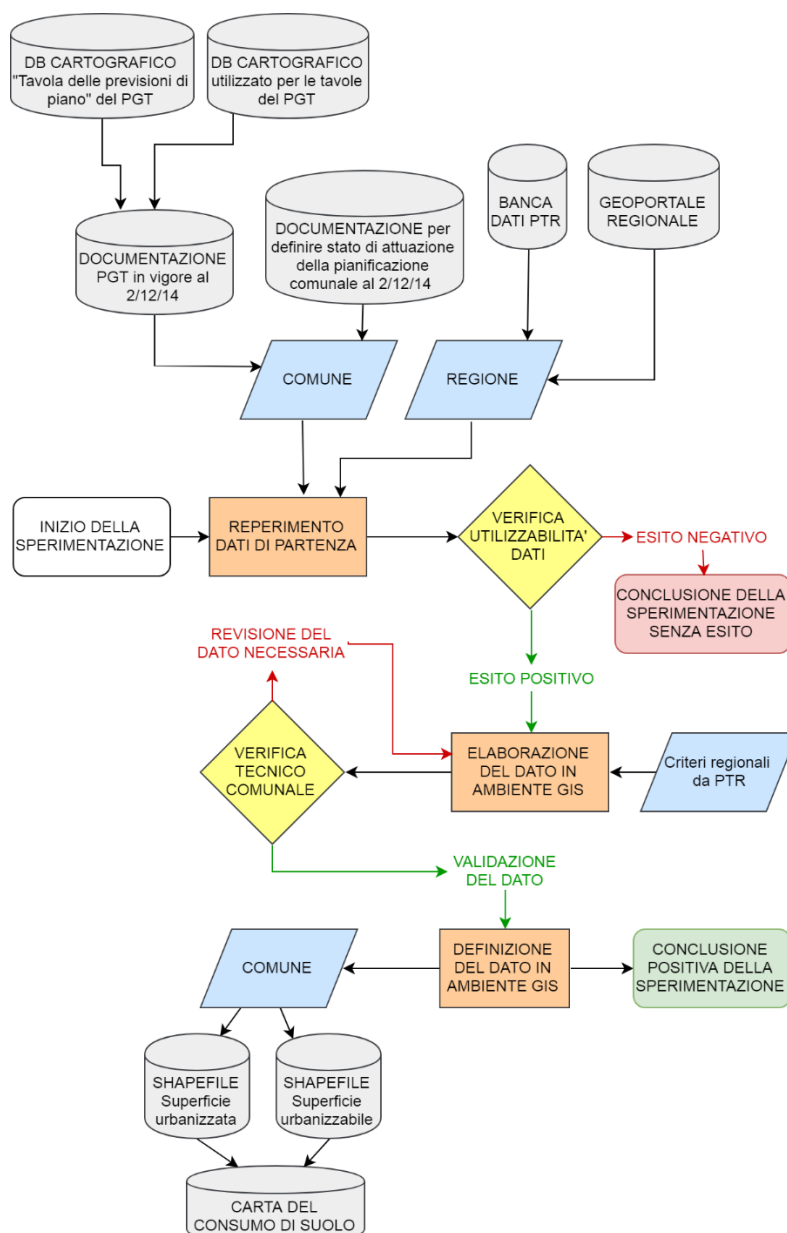 DB CARTOGRAFICO
"Tavola delle previsioni di
piano" del PGT
DB CARTOGRAFICO
utilizzato per le tavole
del PGT
DOCUMENTAZIONE
PGT in vigore al
2/12/14
DOCUMENTAZIONE per
definire stato di attuazione
della pianificazione
comunale al 2/12/14
BANCA
DATI PTR
GEOPORTALE
REGIONALE
COMUNE
REGIONE
INIZIO DELLA
SPERIMENTAZIONE
REPERIMENTO
DATI DI PARTENZA
VERIFICA
UTILIZZABILITA'
DATI
ESITO NEGATIVO
CONCLUSIONE DELLA
SPERIMENTAZIONE
SENZA ESITO
REVISIONE DEL
DATO NECESSARIA
ESITO POSITIVO
VERIFICA
TECNICO
COMUNALE
ELABORAZIONE
DEL DATO IN
AMBIENTE GIS
Criteri regionali
da PTR
VALIDAZIONE
DEL DATO
COMUNE
DEFINIZIONE
DEL DATO IN
AMBIENTE GIS
CONCLUSIONE
POSITIVA DELLA
SPERIMENTAZIONE
SHAPEFILE
Superficie
urbanizzata
SHAPEFILE
Superficie
urbanizzabile
CARTA DEL
CONSUMO DI SUOLO